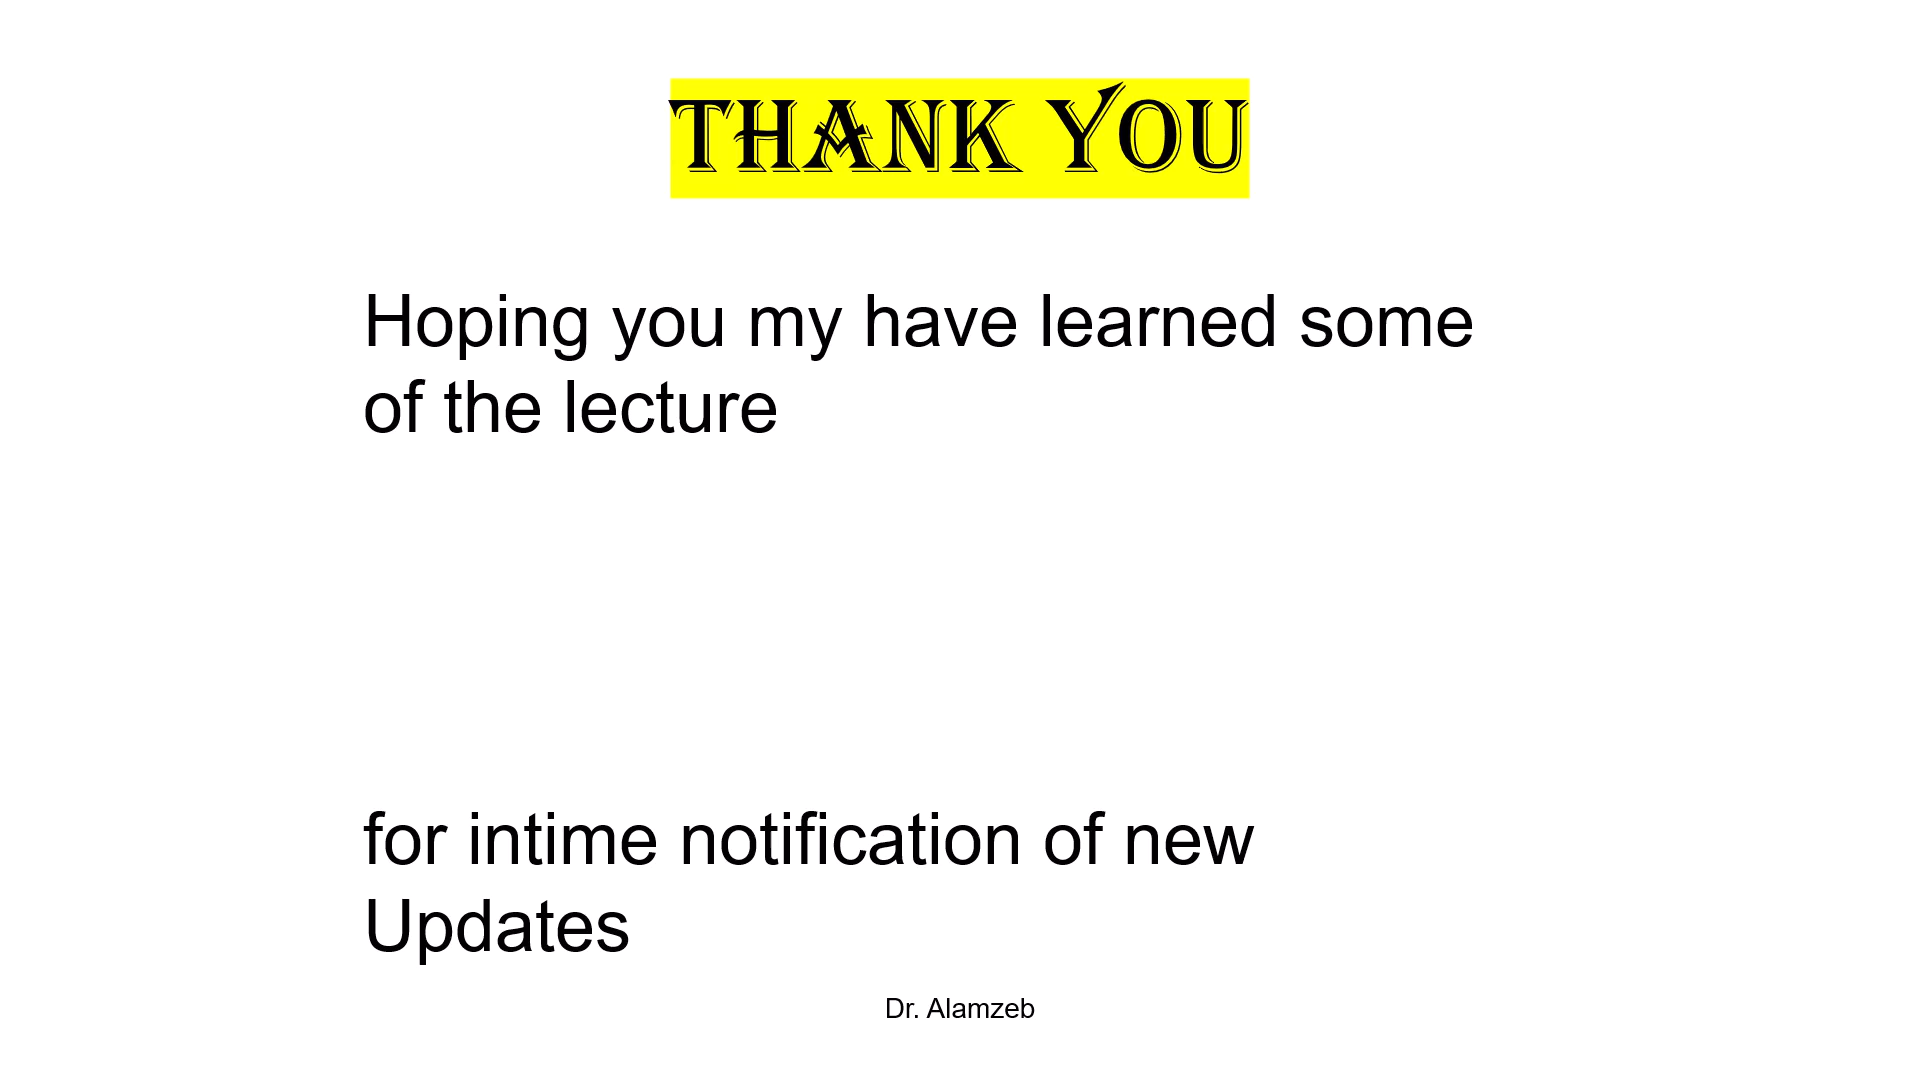 THANK YOU
Hoping you my have learned some
of the lecture
for intime notification of new
Updates
Dr. Alamzeb